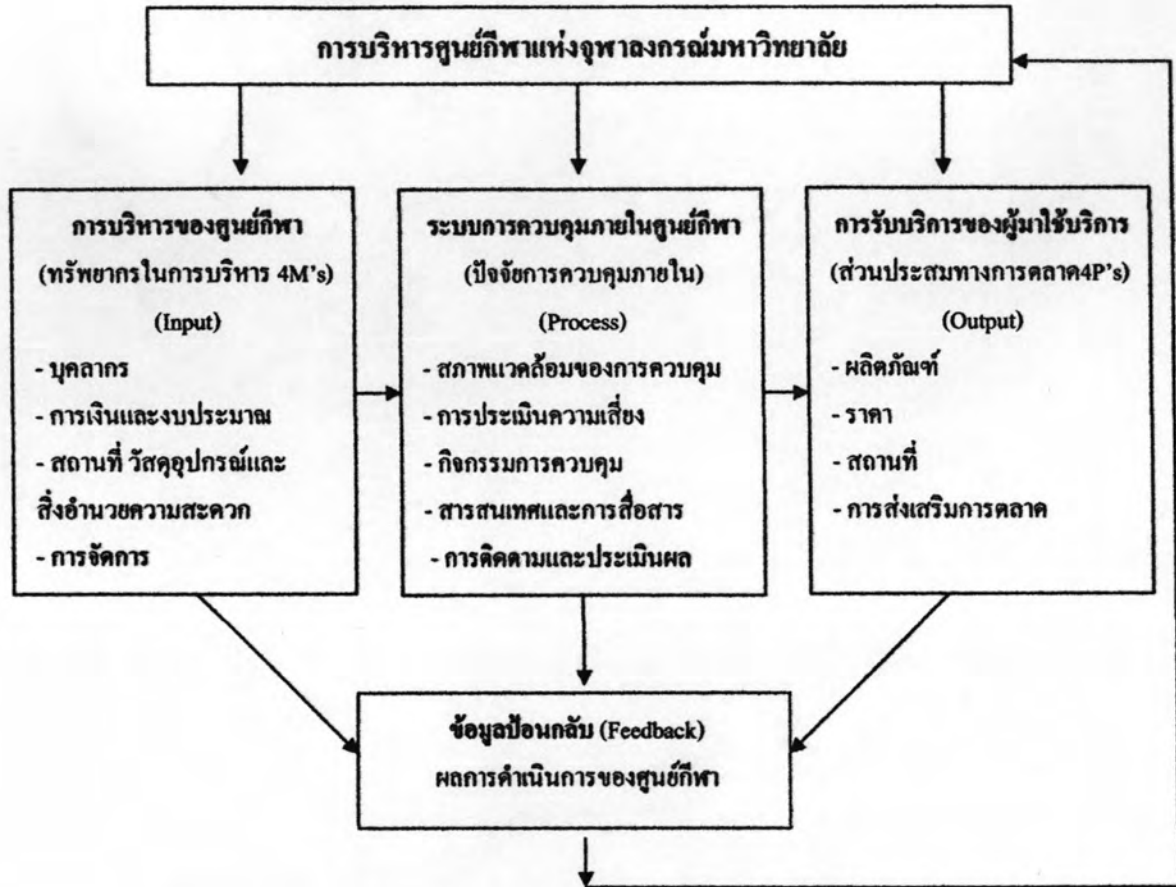 การบริหารศูนย์กีฬาแห่งจุฬาลงกรณ์มหาวิทยาลัย
การบริหารของศูนย์กีฬา
(ทรัพยากรในการบริหาร 4M's)
(Input)
- บุคลากร
- การเงินและงบประมาณ
- สถานที่ วัสดุอุปกรณ์และ
สิ่งอำนวยความสะดวก
- การจัดการ
ระบบการควบคุมภายในศูนย์กีฬา
(ปัจจัยการควบคุมภายใน)
(Process)
- สภาพแวดล้อมของการควบคุม
- การประเมินความเสี่ยง
- กิจกรรมการควบคุม
- สารสนเทศและการสื่อสาร
- การติดตามและประเมินผล
การรับบริการของผู้มาใช้บริการ
(ส่วนประสมทางการตลาด4P's)
(Output)
- ผลิตภัณฑ์
- ราคา
- สถานที่
- การส่งเสริมการตลาด
ข้อมูลป้อนกลับ (Feedback)
ผลการดำเนินการของศูนย์กีฬา